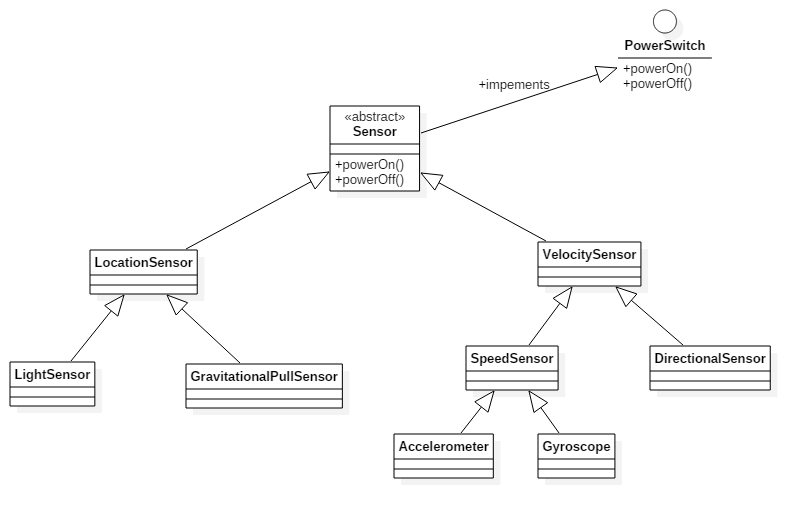 PowerSwitch
+powerOn()
+powerOff()
+impements
«abstract»
Sensor
+powerOn()
+powerOff()
LocationSensor
VelocitySensor
LightSensor
GravitationalPullSensor
SpeedSensor
DirectionalSensor
Accelerometer
Gyroscope